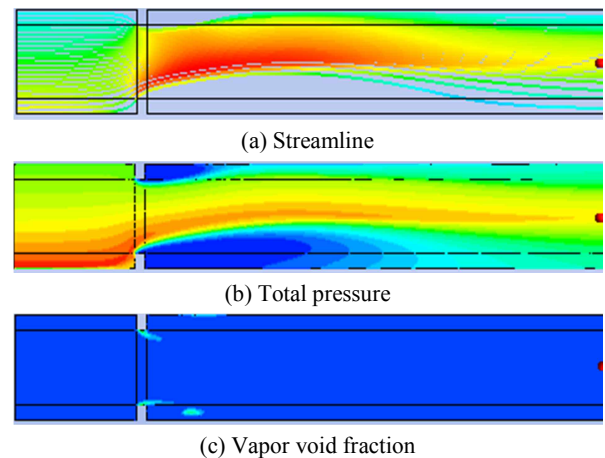 (a) Streamline
(b) Total pressure
(c) Vapor void fraction